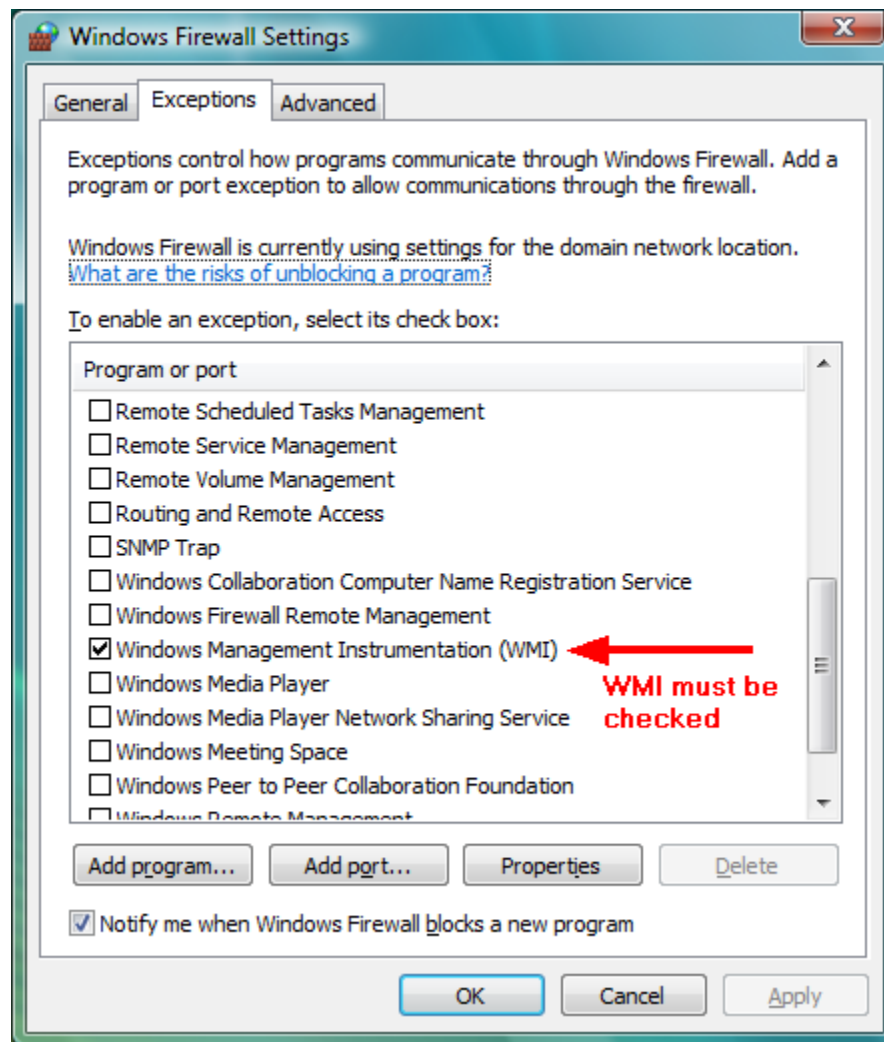 Windows Firewall Settings
General
Exceptions
Advanced
Exceptions control how programs communicate through Windows Firewall. Add a
program or port exception to allow communications through the firewall.
Windows Firewall is currently using settings for the domain network location.
What are the risks of unblocking a program?
To enable an exception, select its check box:
Program or port
Remote Scheduled Tasks Management
Remote Service Management
Remote Volume Management
Routing and Remote Access
SNMP Trap
Windows Collaboration Computer Name Registration Service
Windows Firewall Remote Management
Windows Management Instrumentation (WMI)
Windows Media Player
WMI must be
checked
Windows Media Player Network Sharing Service
Windows Meeting Space
Windows Peer to Peer Collaboration Foundation
Windows Remote Management
Add program...
Add port...
Properties
Delete
Notify me when Windows Firewall blocks a new program
OK
Cancel
Apply